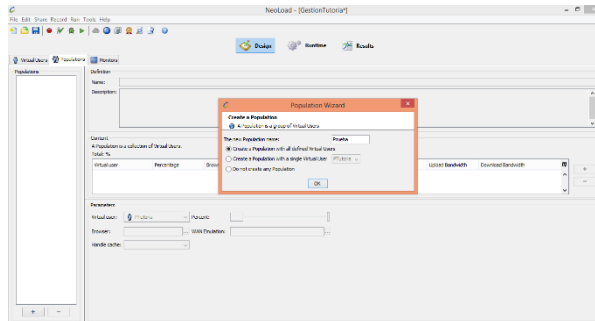 NeoLoad - [GestionTutoria*]
File Edit Share Record Run Tools Help
Design Runtime Results
Virtual Users Populations Monitors
Populations
Definition
Name:
Description:
Population Wizard
Create a Population
A Population is a group of Virtual Users
The new Population name: Prueba
Create a Population with all defined Virtual Users
Create a Population with a single Virtual User PTutoria
Do not create any Population
OK
Content
A Population is a collection of Virtual Users.
Total: %
Virtual user Percentage Brow Upload Bandwidth Download Bandwidth
+
-
Parameters
Virtual user: PTutoria Percent:
Browser: ... WAN Emulation: ...
Handle cache:
+ -